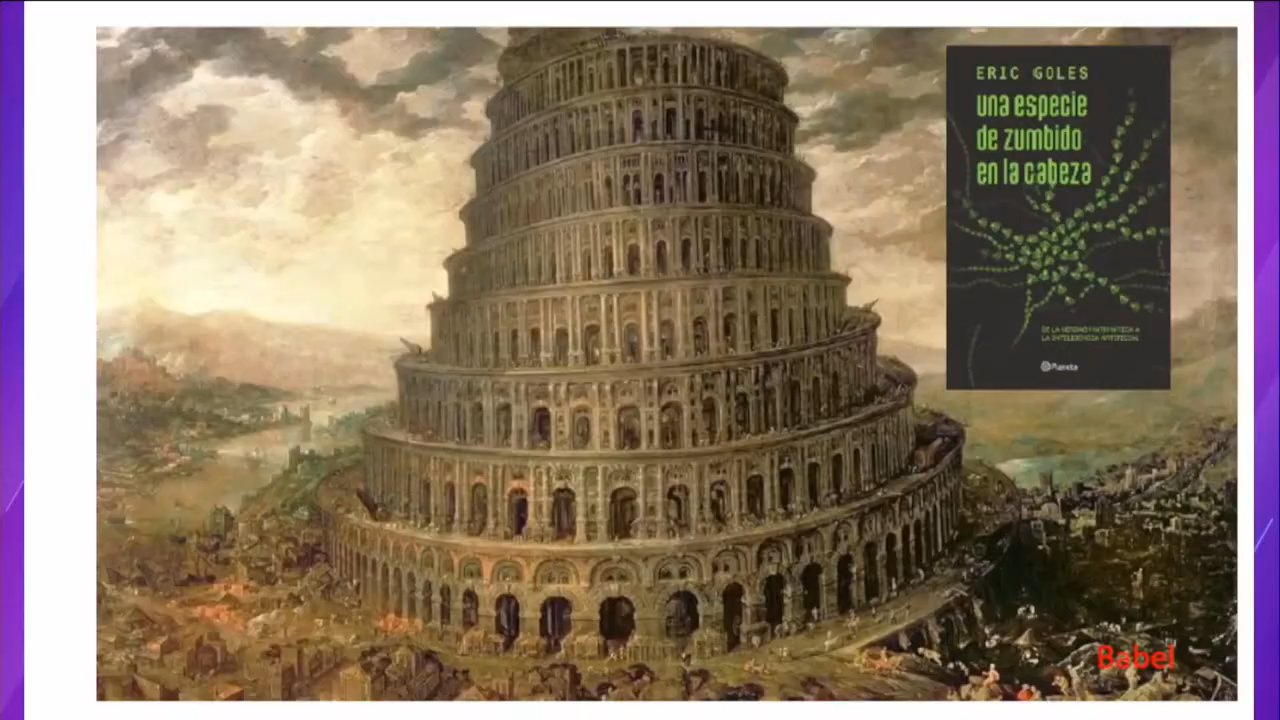 ERIC GOLES
una especie
de zumbido
en la cabeza
DE LA VERDAD MATEMÁTICA A
LA INTELIGENCIA ARTIFICIAL
Planeta
Babel